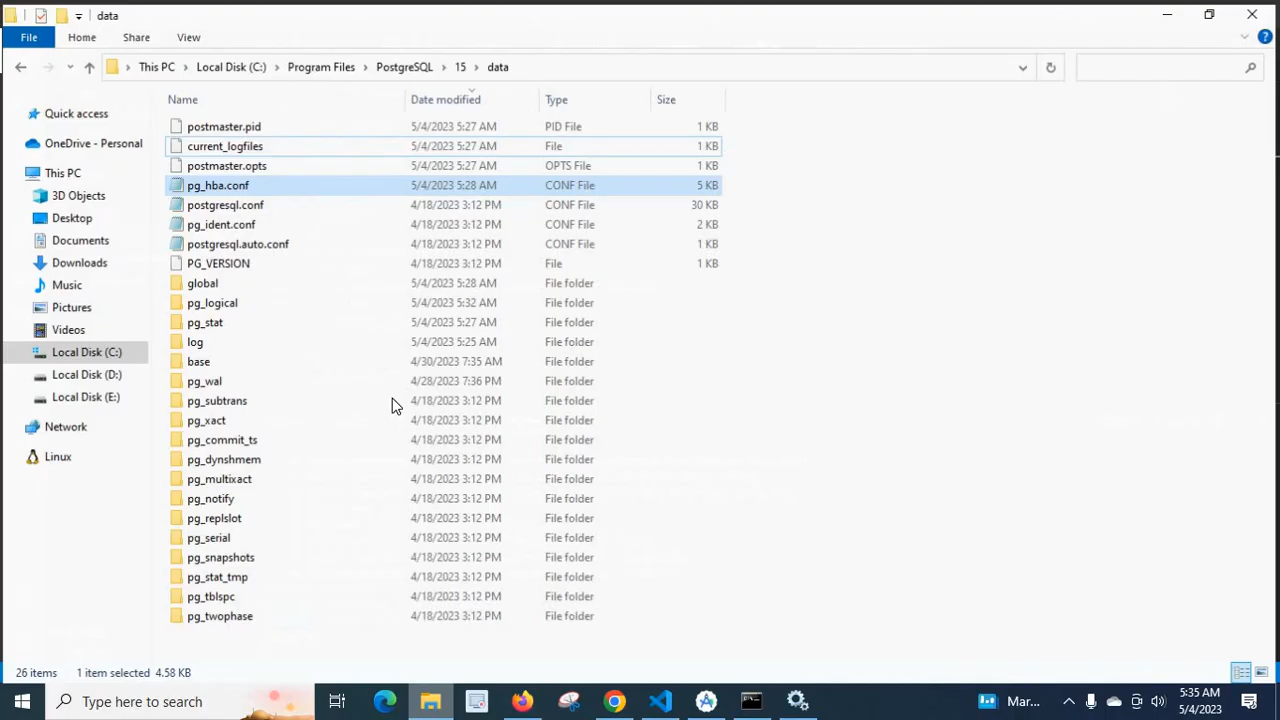 data
File Home Share View
This PC Local Disk (C:) Program Files PostgreSQL 15 data
Name Date modified Type Size
Quick access
OneDrive - Personal
This PC
3D Objects
Desktop
Documents
Downloads
Music
Pictures
Videos
Local Disk (C:)
Local Disk (D:)
Local Disk (E:)
Network
Linux
postmaster.pid 5/4/2023 5:27 AM PID File 1 KB
current_logfiles 5/4/2023 5:27 AM File 1 KB
postmaster.opts 5/4/2023 5:27 AM OPTS File 1 KB
pg_hba.conf 5/4/2023 5:28 AM CONF File 5 KB
postgresql.conf 4/18/2023 3:12 PM CONF File 30 KB
pg_ident.conf 4/18/2023 3:12 PM CONF File 2 KB
postgresql.auto.conf 4/18/2023 3:12 PM CONF File 1 KB
PG_VERSION 4/18/2023 3:12 PM File 1 KB
global 5/4/2023 5:28 AM File folder
pg_logical 5/4/2023 5:32 AM File folder
pg_stat 5/4/2023 5:27 AM File folder
log 5/4/2023 5:25 AM File folder
base 4/30/2023 7:35 AM File folder
pg_wal 4/28/2023 7:36 PM File folder
pg_subtrans 4/18/2023 3:12 PM File folder
pg_xact 4/18/2023 3:12 PM File folder
pg_commit_ts 4/18/2023 3:12 PM File folder
pg_dynshmem 4/18/2023 3:12 PM File folder
pg_multixact 4/18/2023 3:12 PM File folder
pg_notify 4/18/2023 3:12 PM File folder
pg_replslot 4/18/2023 3:12 PM File folder
pg_serial 4/18/2023 3:12 PM File folder
pg_snapshots 4/18/2023 3:12 PM File folder
pg_stat_tmp 4/18/2023 3:12 PM File folder
pg_tblspc 4/18/2023 3:12 PM File folder
pg_twophase 4/18/2023 3:12 PM File folder
26 items 1 item selected 4.58 KB
Type here to search
Mar...
5:35 AM
5/4/2023